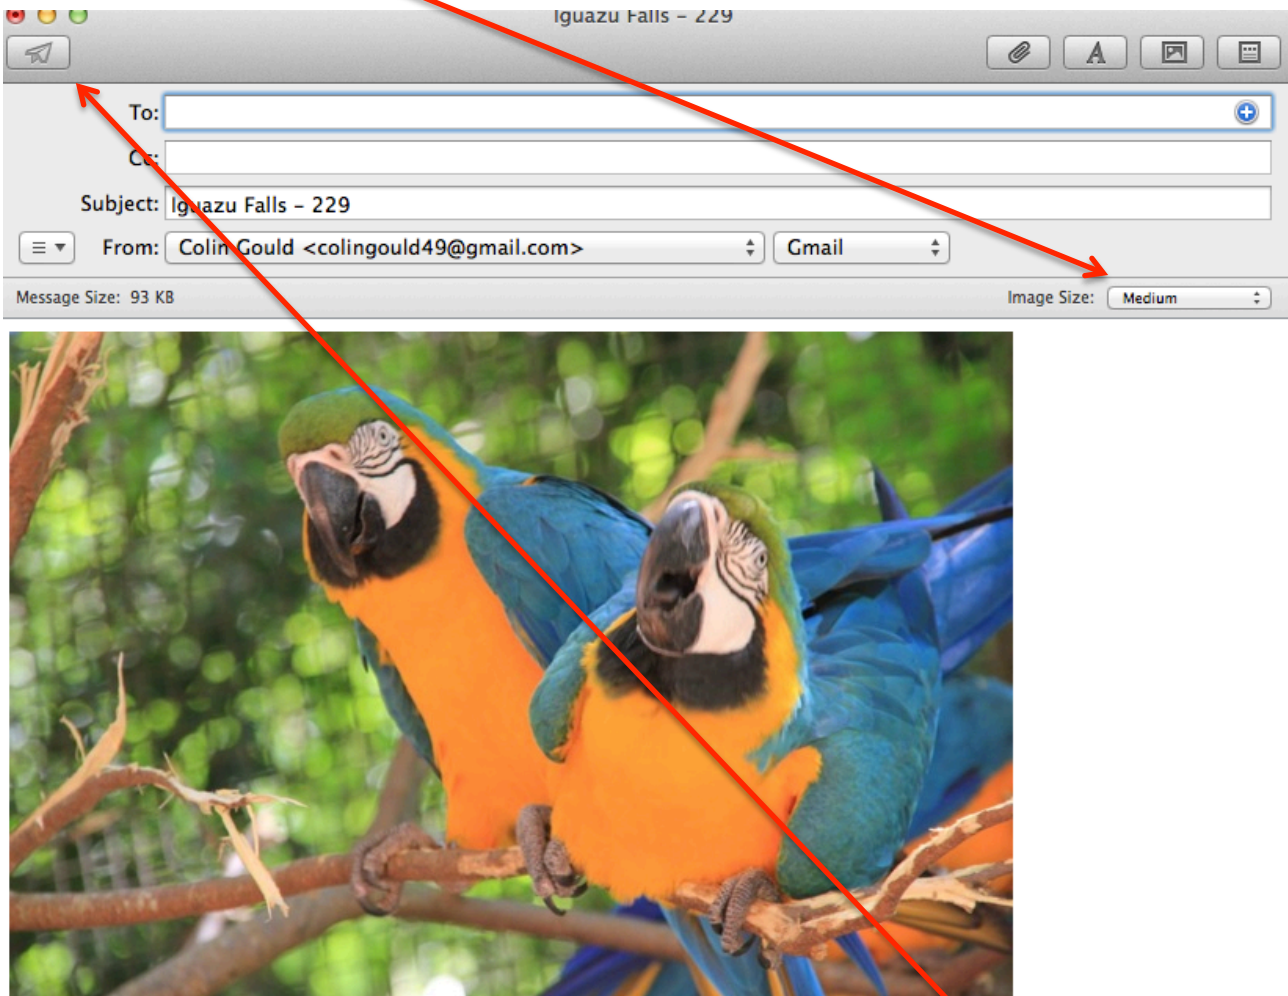 Iguazu Falls – 229
A
To:
Cc:
Subject: Iguazu Falls – 229
From: Colin Gould <colingould49@gmail.com> Gmail
Message Size: 93 KB Image Size: Medium